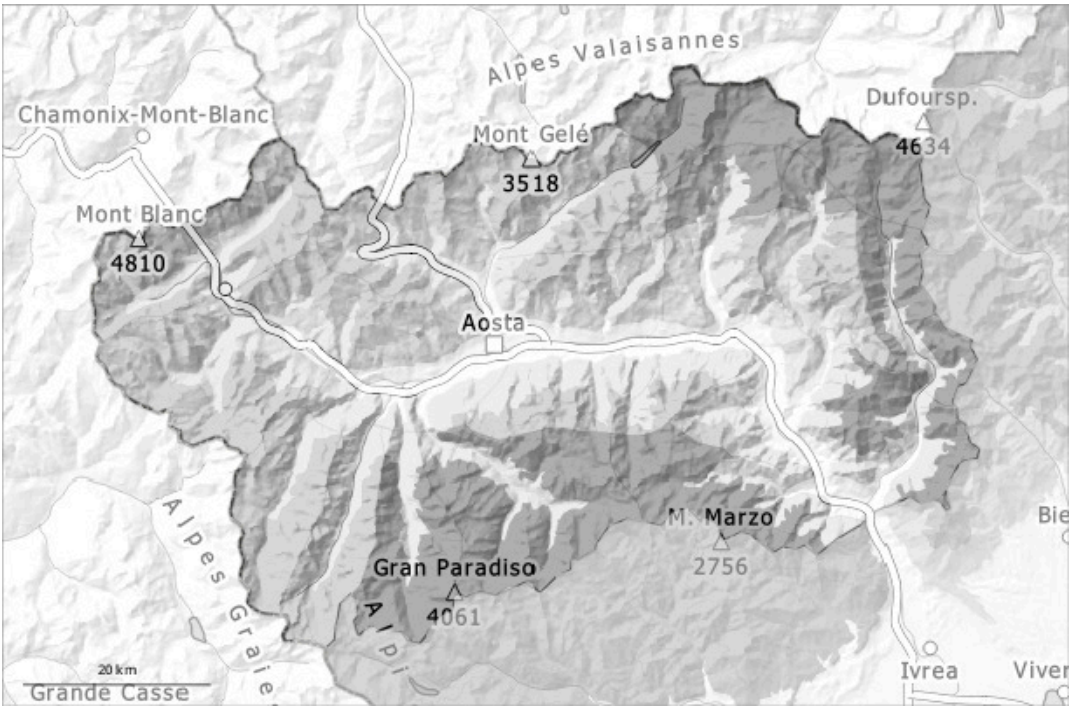 Alpes Valaisannes
Dufoursp.
4634
Chamonix-Mont-Blanc
Mont Gelé
3518
Mont Blanc
4810
Aosta
M. Marzo
2756
Bie
Gran Paradiso
4061
Alpi
Alpes Graies
Ivrea
Viver
20 km
Grande Casse